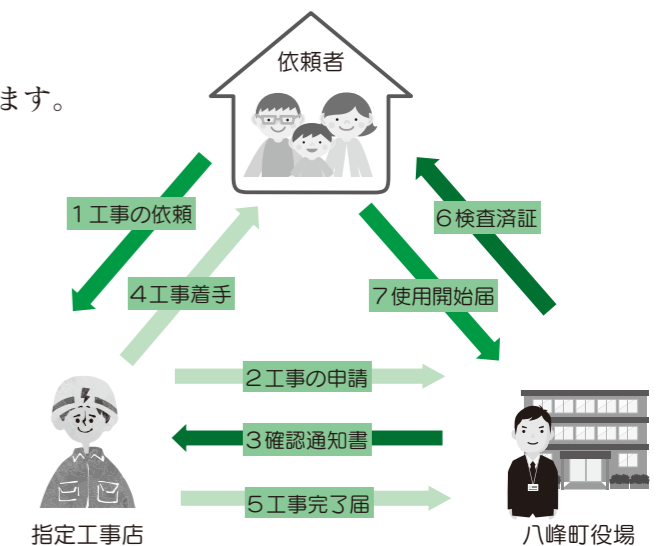 依頼者
ます。
1工事の依頼
6検査済証
4工事着手
7使用開始届
2工事の申請
3確認通知書
5工事完了届
指定工事店
八峰町役場